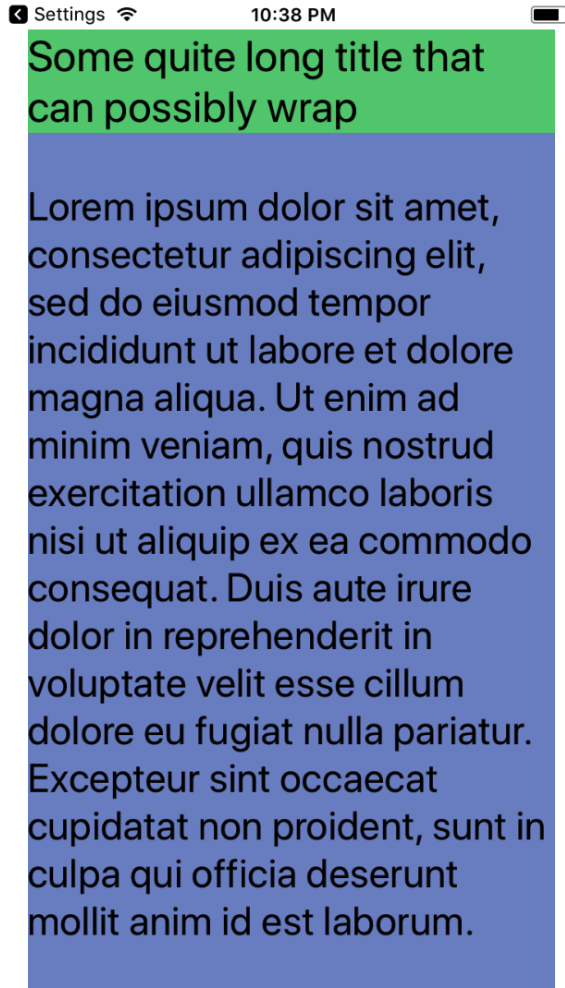 Settings
10:38 PM
Some quite long title that
can possibly wrap
Lorem ipsum dolor sit amet,
consectetur adipiscing elit,
sed do eiusmod tempor
incididunt ut labore et dolore
magna aliqua. Ut enim ad
minim veniam, quis nostrud
exercitation ullamco laboris
nisi ut aliquip ex ea commodo
consequat. Duis aute irure
dolor in reprehenderit in
voluptate velit esse cillum
dolore eu fugiat nulla pariatur.
Excepteur sint occaecat
cupidatat non proident, sunt in
culpa qui officia deserunt
mollit anim id est laborum.